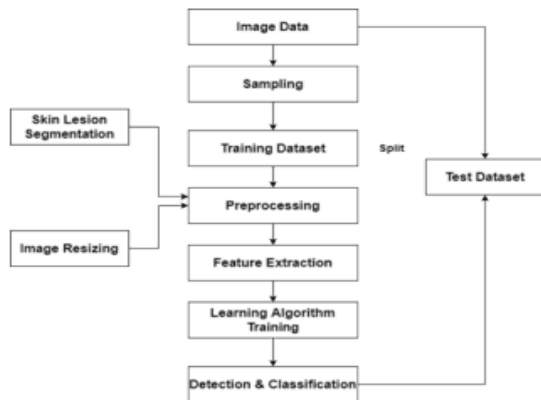 Image Data
Sampling
Skin Lesion
Segmentation
Training Dataset
Split
Test Dataset
Preprocessing
Image Resizing
Feature Extraction
Learning Algorithm
Training
Detection & Classification